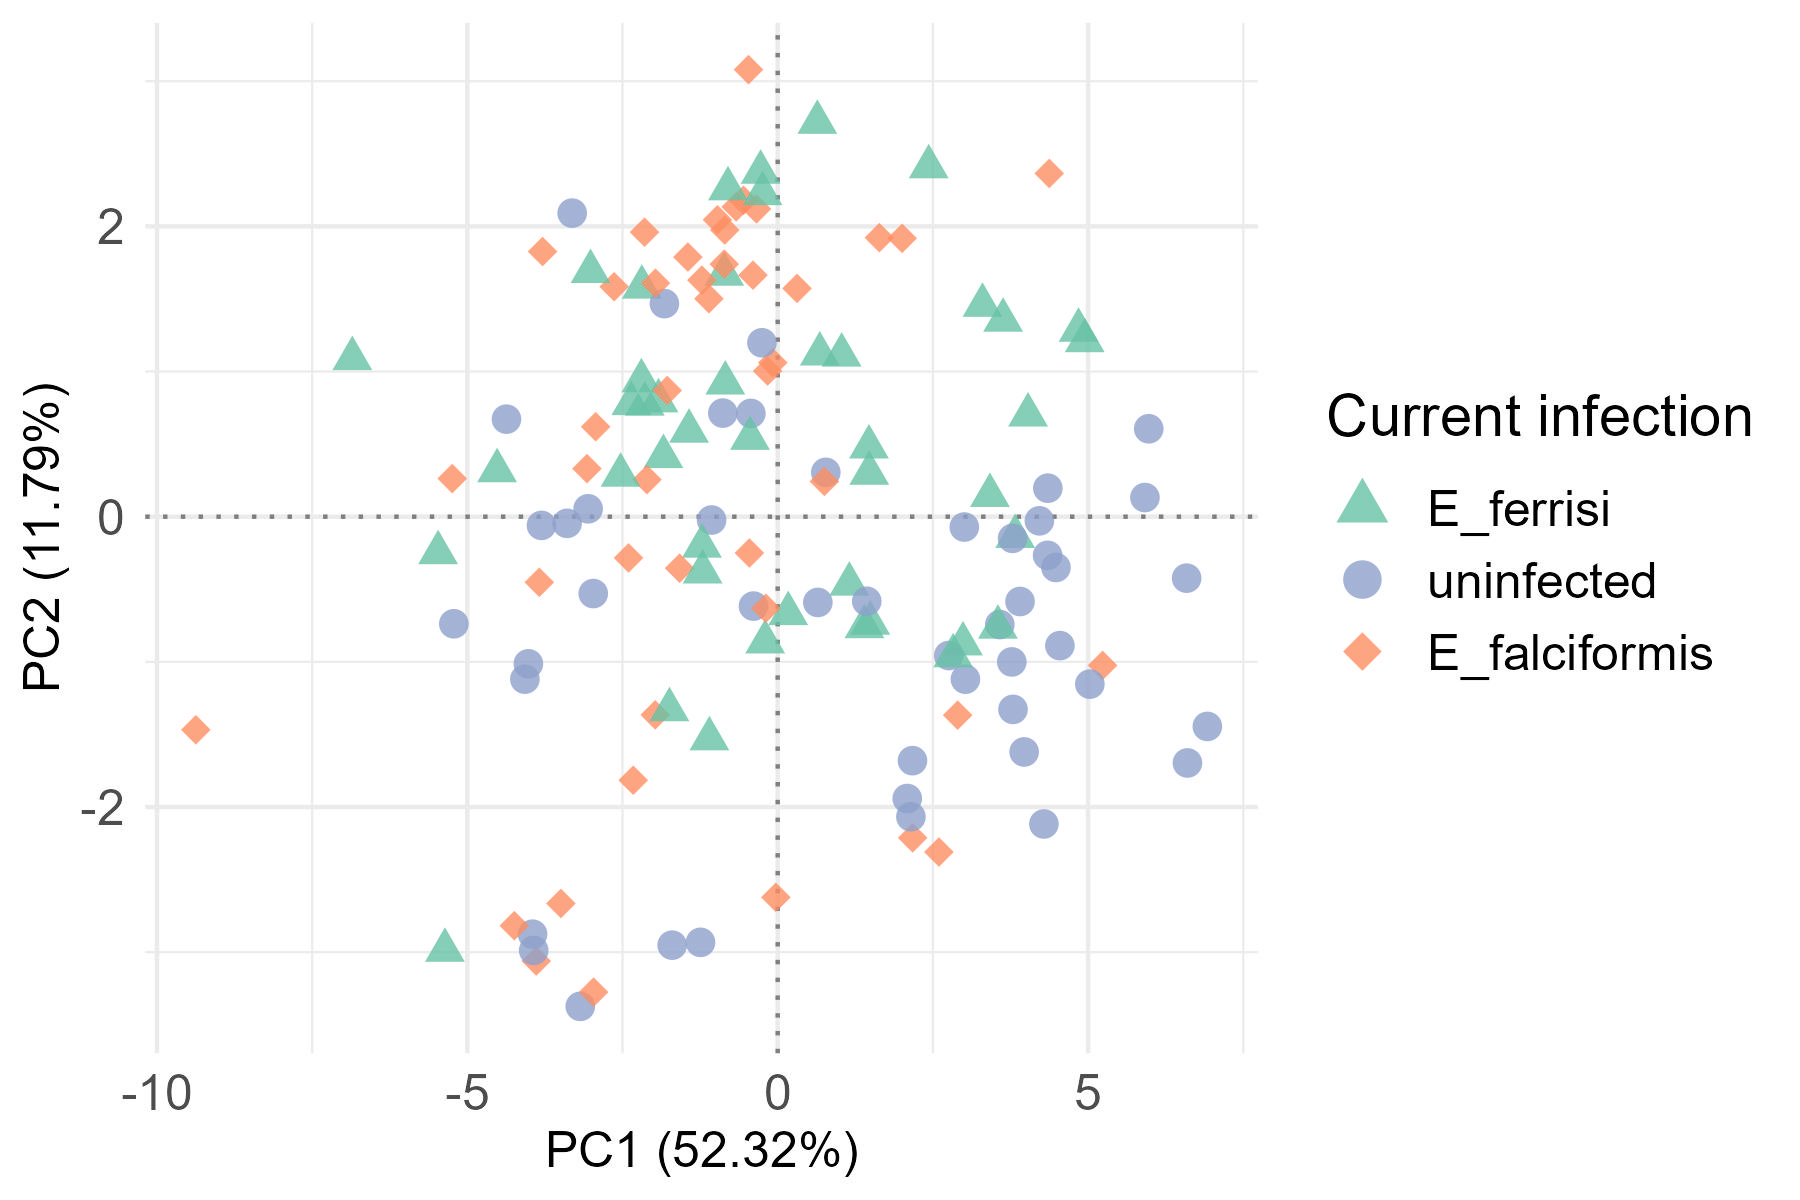 2
0
-2
PC2 (11.79%)
-10
-5
0
5
PC1 (52.32%)
Current infection
E_ferrisi
uninfected
E_falciformis